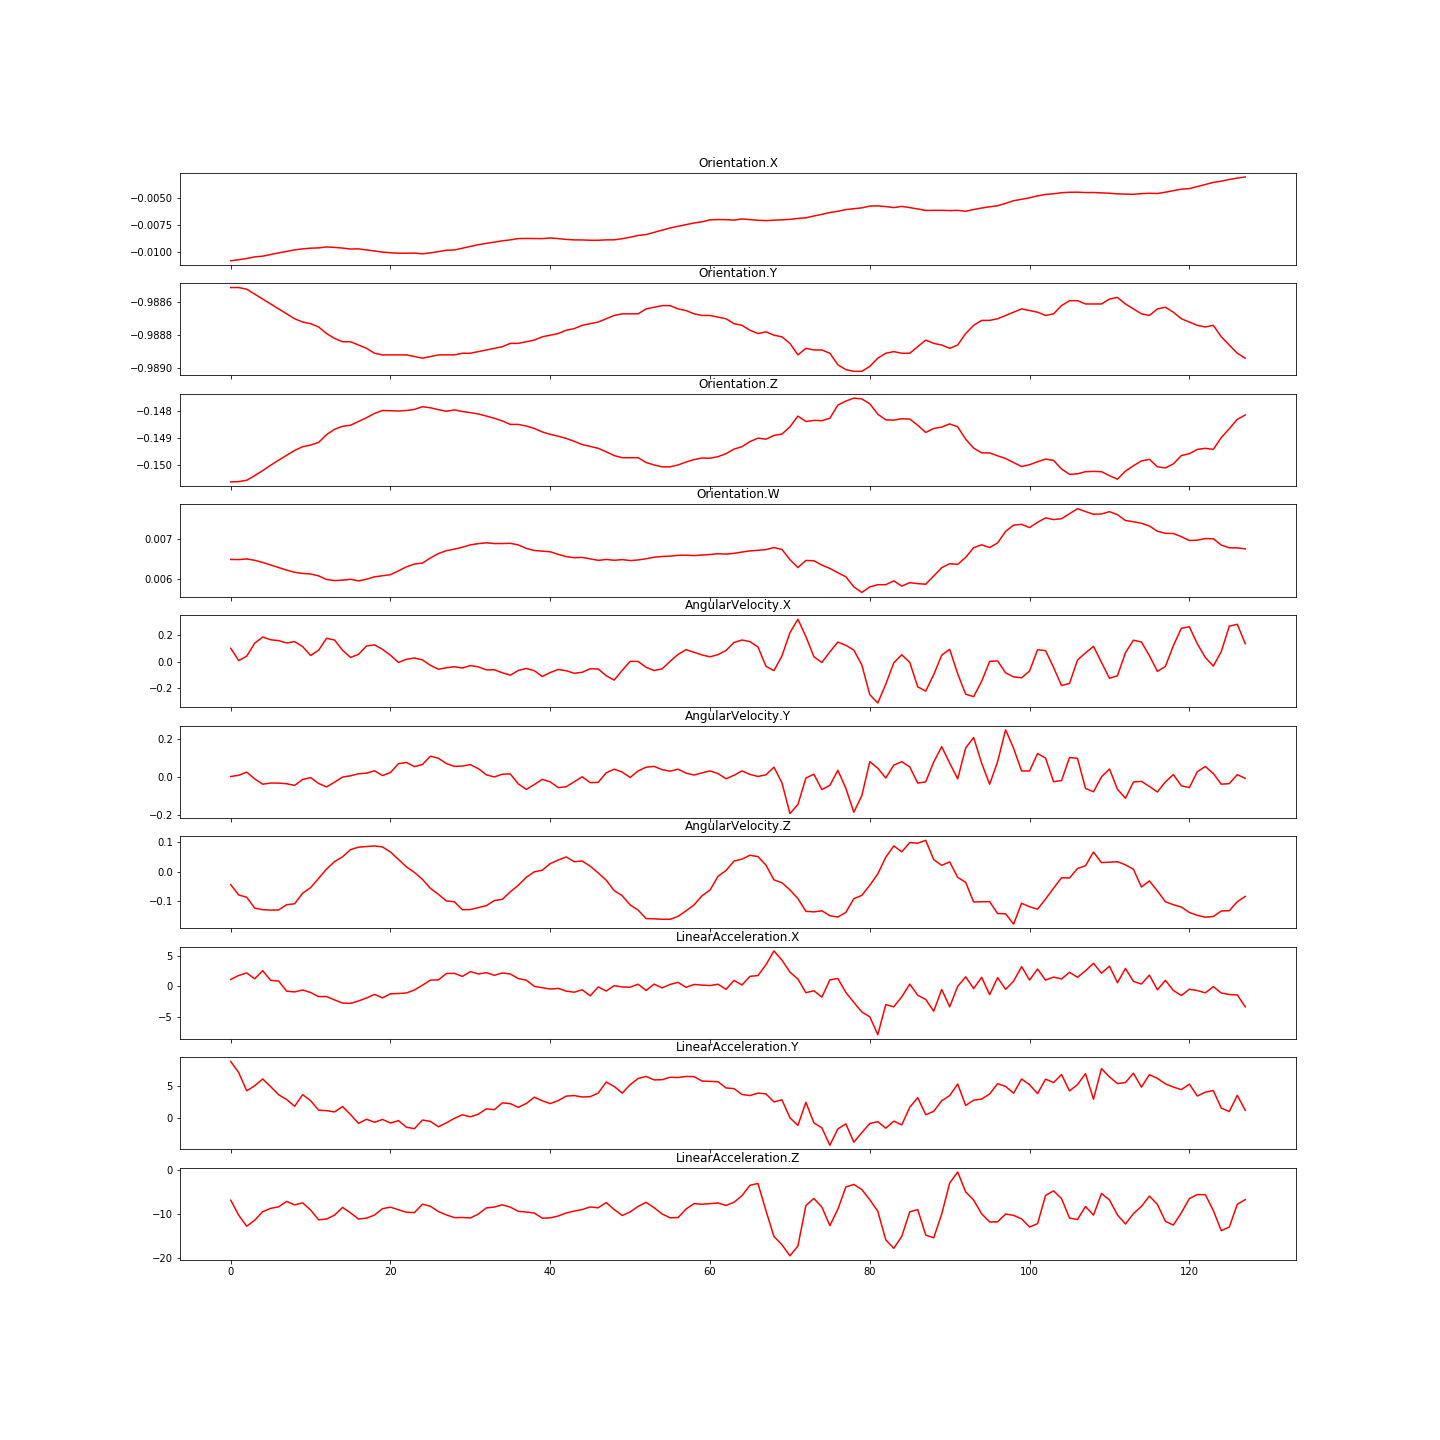 Orientation.X
−0.0050
−0.0075
−0.0100
Orientation.Y
−0.9886
−0.9888
−0.9890
Orientation.Z
−0.148
−0.149
−0.150
Orientation.W
0.007
0.006
AngularVelocity.X
0.2
0.0
−0.2
AngularVelocity.Y
0.2
0.0
−0.2
AngularVelocity.Z
0.1
0.0
−0.1
LinearAcceleration.X
5
0
−5
LinearAcceleration.Y
5
0
LinearAcceleration.Z
0
−10
−20
0 20 40 60 80 100 120